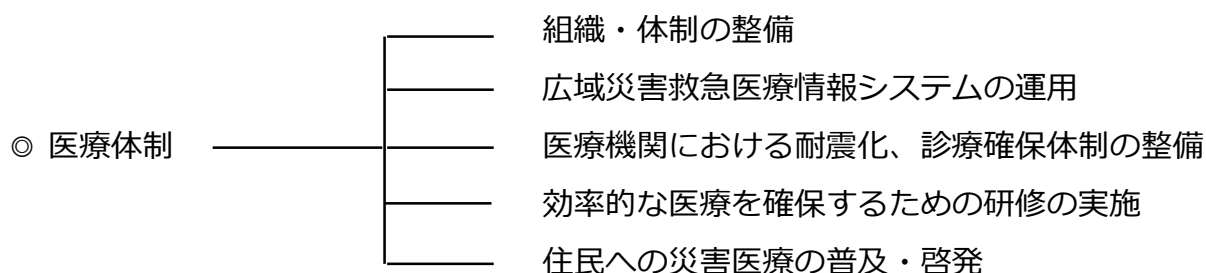 組織・体制の整備
広域災害救急医療情報システムの運用
◎ 医療体制
医療機関における耐震化、診療確保体制の整備
効率的な医療を確保するための研修の実施
住民への災害医療の普及・啓発